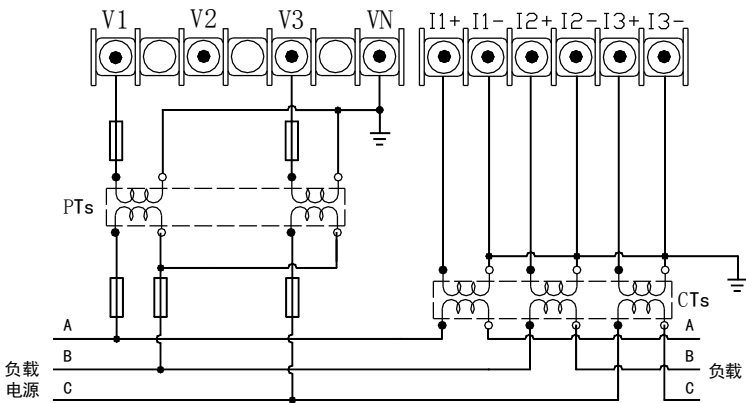 V1 V2 V3 VN I1+ I1- I2+ I2- I3+ I3-
PTs
CTs
A A
负载 B B 负载
电源 C C